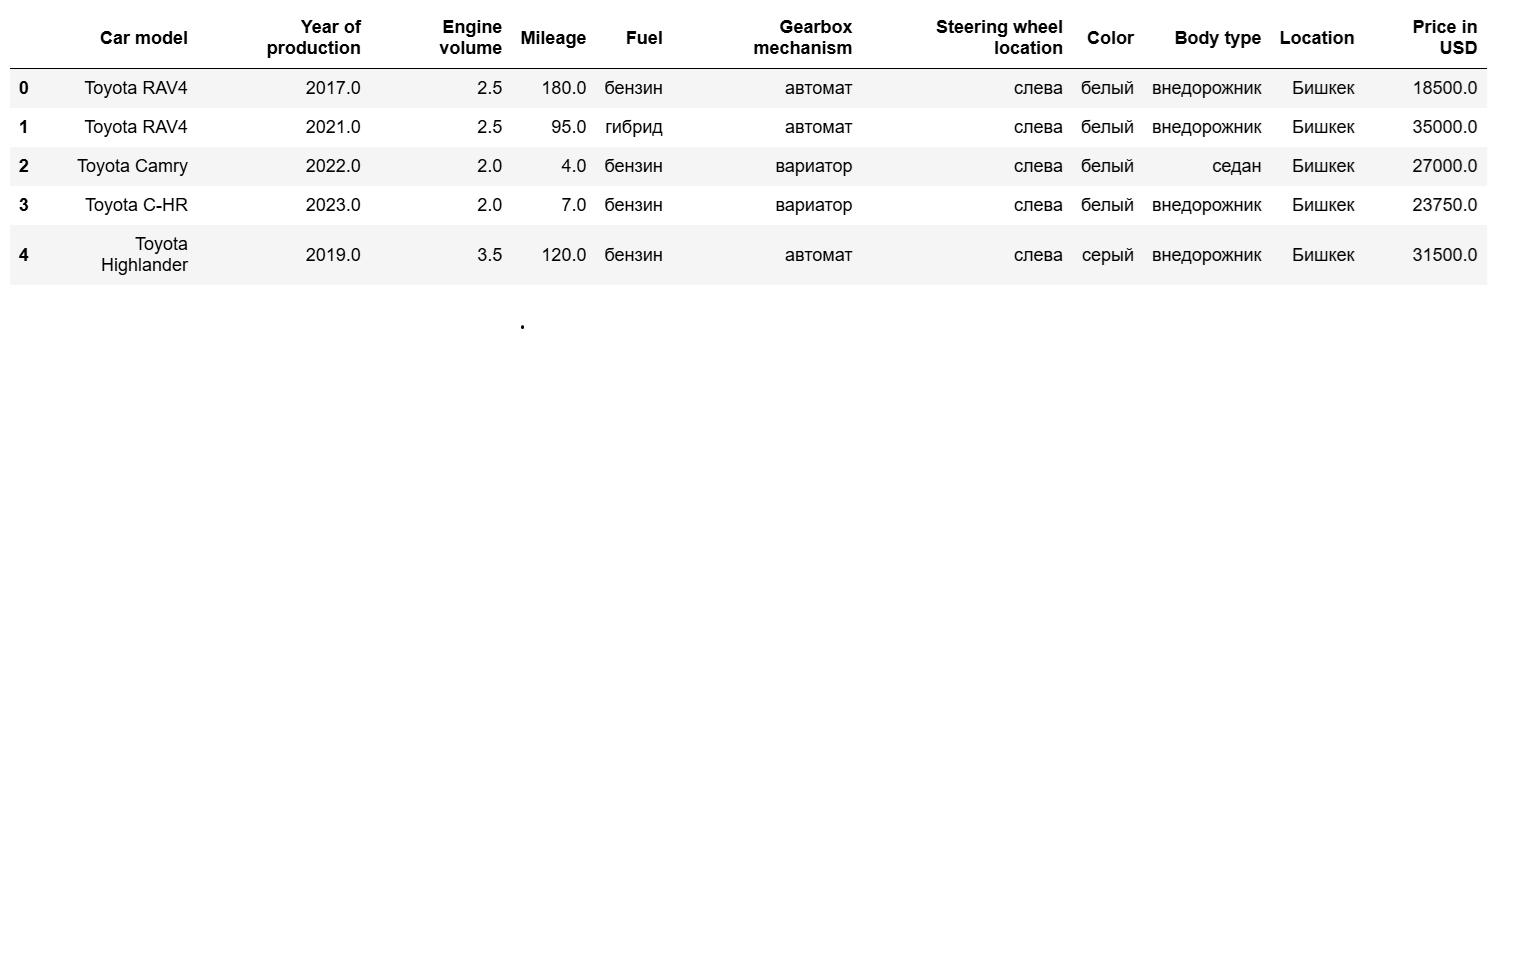 Car model Year of production Engine volume Mileage Fuel Gearbox mechanism Steering wheel location Color Body type Location Price in USD
0 Toyota RAV4 2017.0 2.5 180.0 бензин автомат слева белый внедорожник Бишкек 18500.0
1 Toyota RAV4 2021.0 2.5 95.0 гибрид автомат слева белый внедорожник Бишкек 35000.0
2 Toyota Camry 2022.0 2.0 4.0 бензин вариатор слева белый седан Бишкек 27000.0
3 Toyota C-HR 2023.0 2.0 7.0 бензин вариатор слева белый внедорожник Бишкек 23750.0
4 Toyota Highlander 2019.0 3.5 120.0 бензин автомат слева серый внедорожник Бишкек 31500.0
.